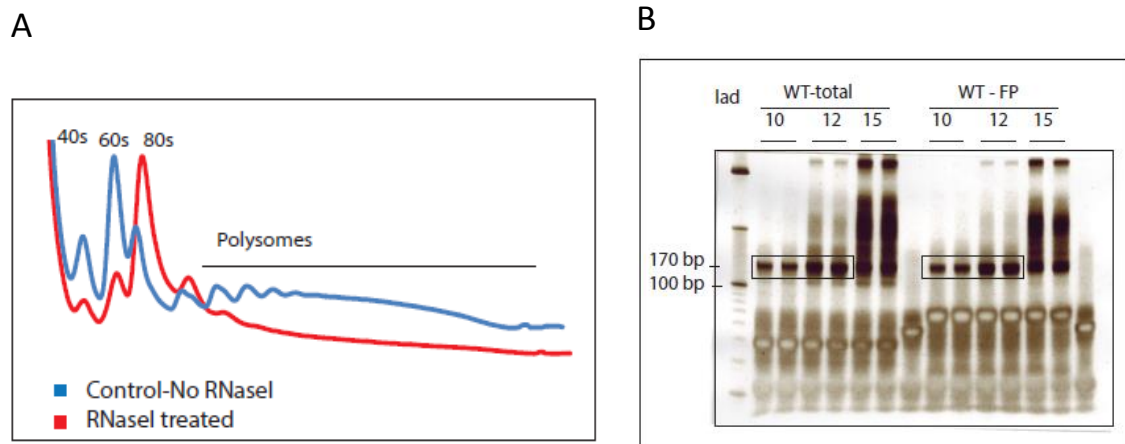 A
40s 60s 80s
Polysomes
Control-No RNaseI
RNaseI treated
B
lad
WT-total
WT - FP
10 12 15
10 12 15
170 bp
100 bp